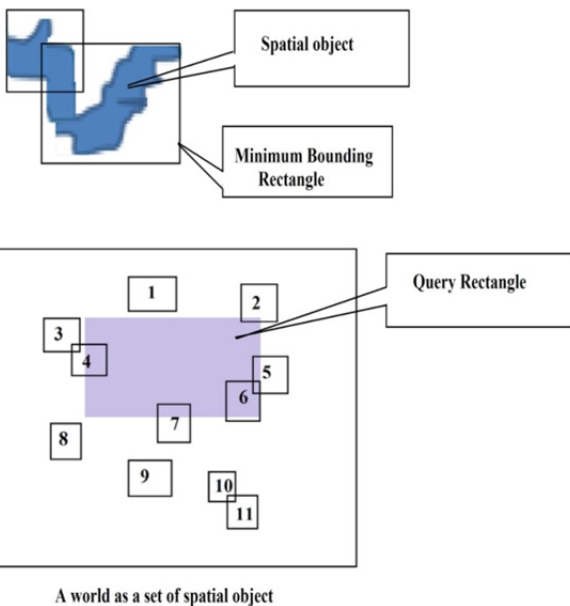 Spatial object
Minimum Bounding
Rectangle
Query Rectangle
1
2
3
4
5
6
7
8
9
10
11
A world as a set of spatial object